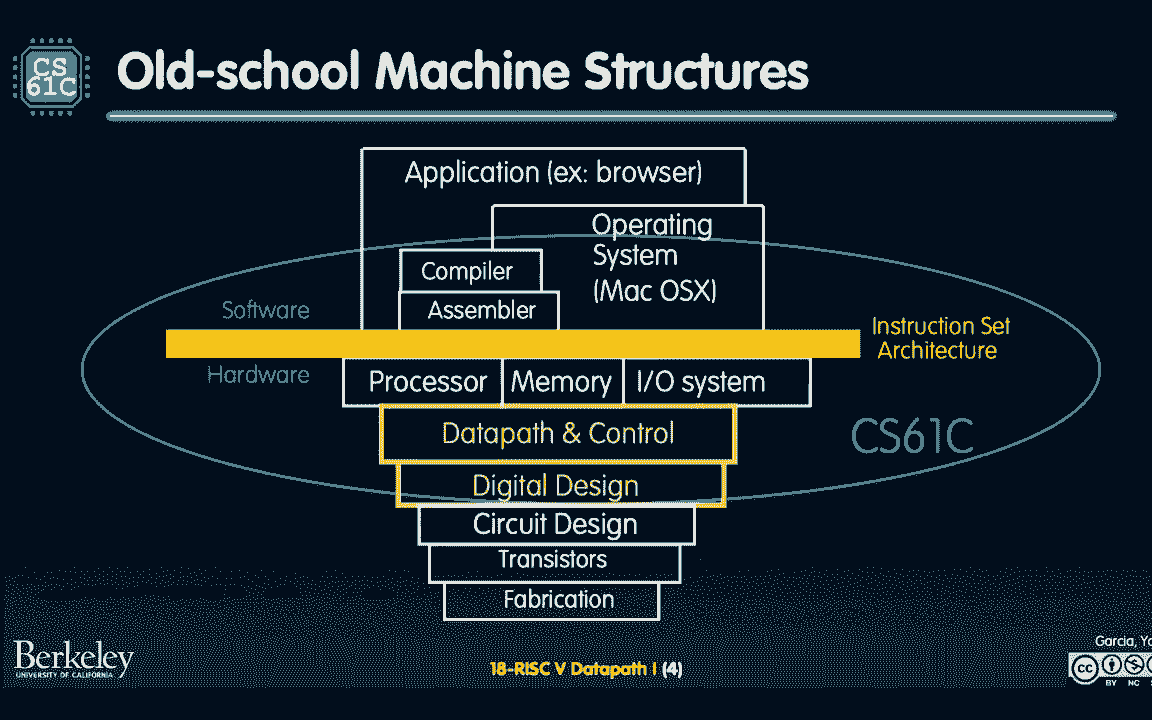 CS
61C
Old-school Machine Structures
Application (ex: browser)
Operating
System
(Mac OSX)
Compiler
Assembler
Software
Instruction Set
Architecture
Hardware
Processor
Memory
I/O system
Datapath & Control
CS61C
Digital Design
Circuit Design
Transistors
Fabrication
Berkeley
UNIVERSITY OF CALIFORNIA
18-RISC V Datapath I (4)
Garcia,
cc
BY NC